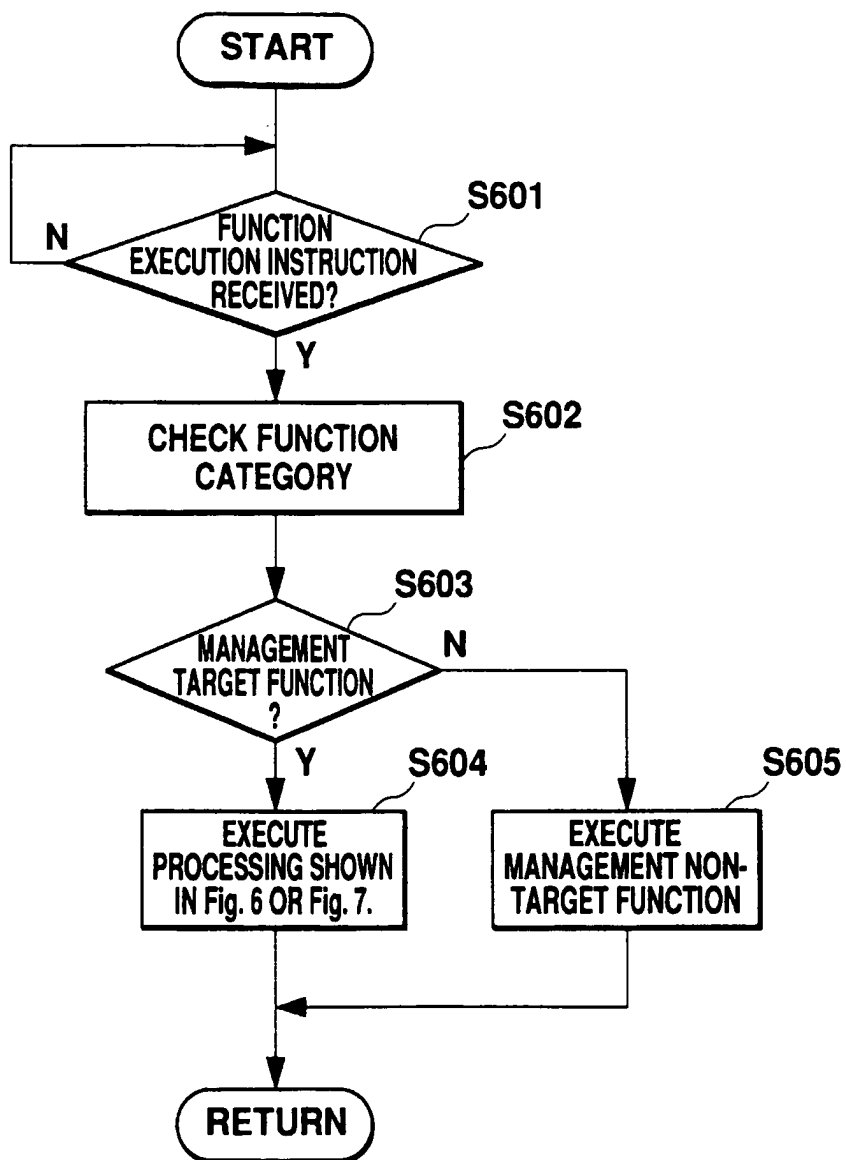 START
S601
N
FUNCTION
EXECUTION INSTRUCTION
RECEIVED?
Y
S602
CHECK FUNCTION
CATEGORY
S603
MANAGEMENT
TARGET FUNCTION
?
N
Y
S604
EXECUTE
PROCESSING SHOWN
IN Fig. 6 OR Fig. 7.
S605
EXECUTE
MANAGEMENT NON-
TARGET FUNCTION
RETURN